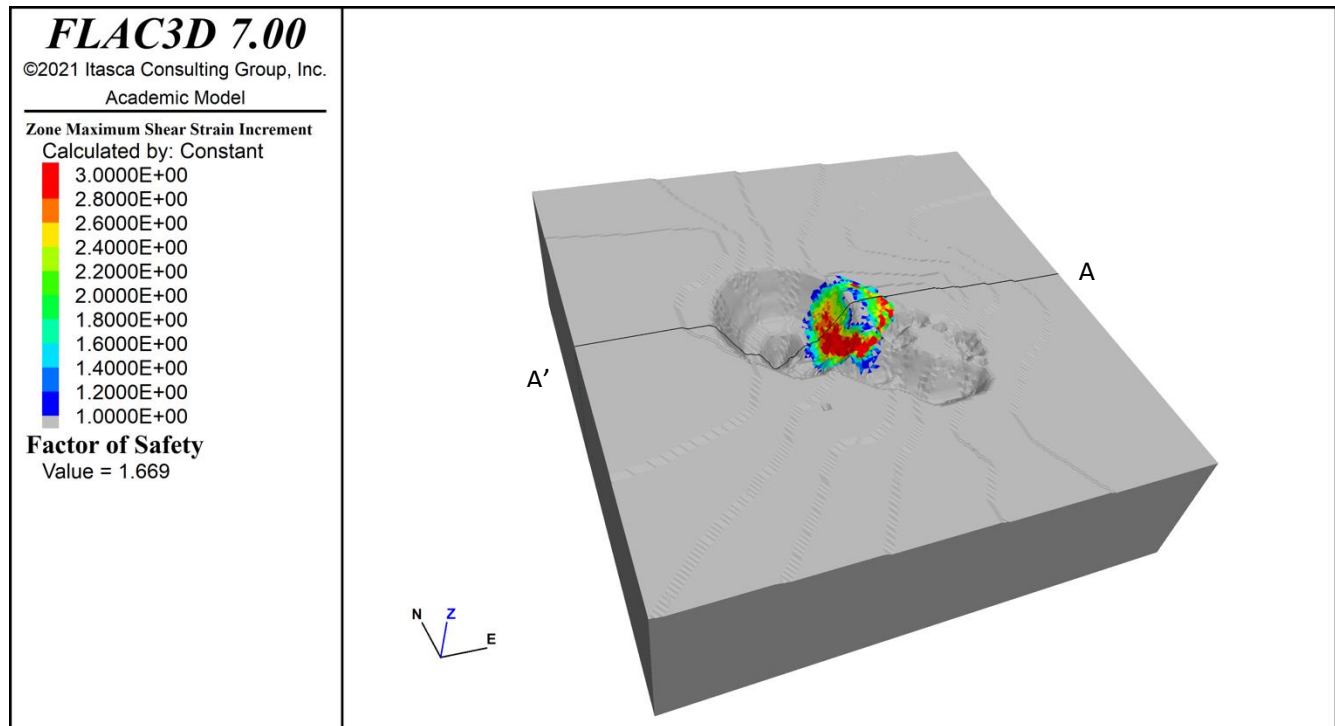 FLAC3D 7.00
©2021 Itasca Consulting Group, Inc.
Academic Model
Zone Maximum Shear Strain Increment
Calculated by: Constant
3.0000E+00
2.8000E+00
2.6000E+00
2.4000E+00
2.2000E+00
2.0000E+00
1.8000E+00
1.6000E+00
1.4000E+00
1.2000E+00
1.0000E+00
Factor of Safety
Value = 1.669
A
A’
N
Z
E